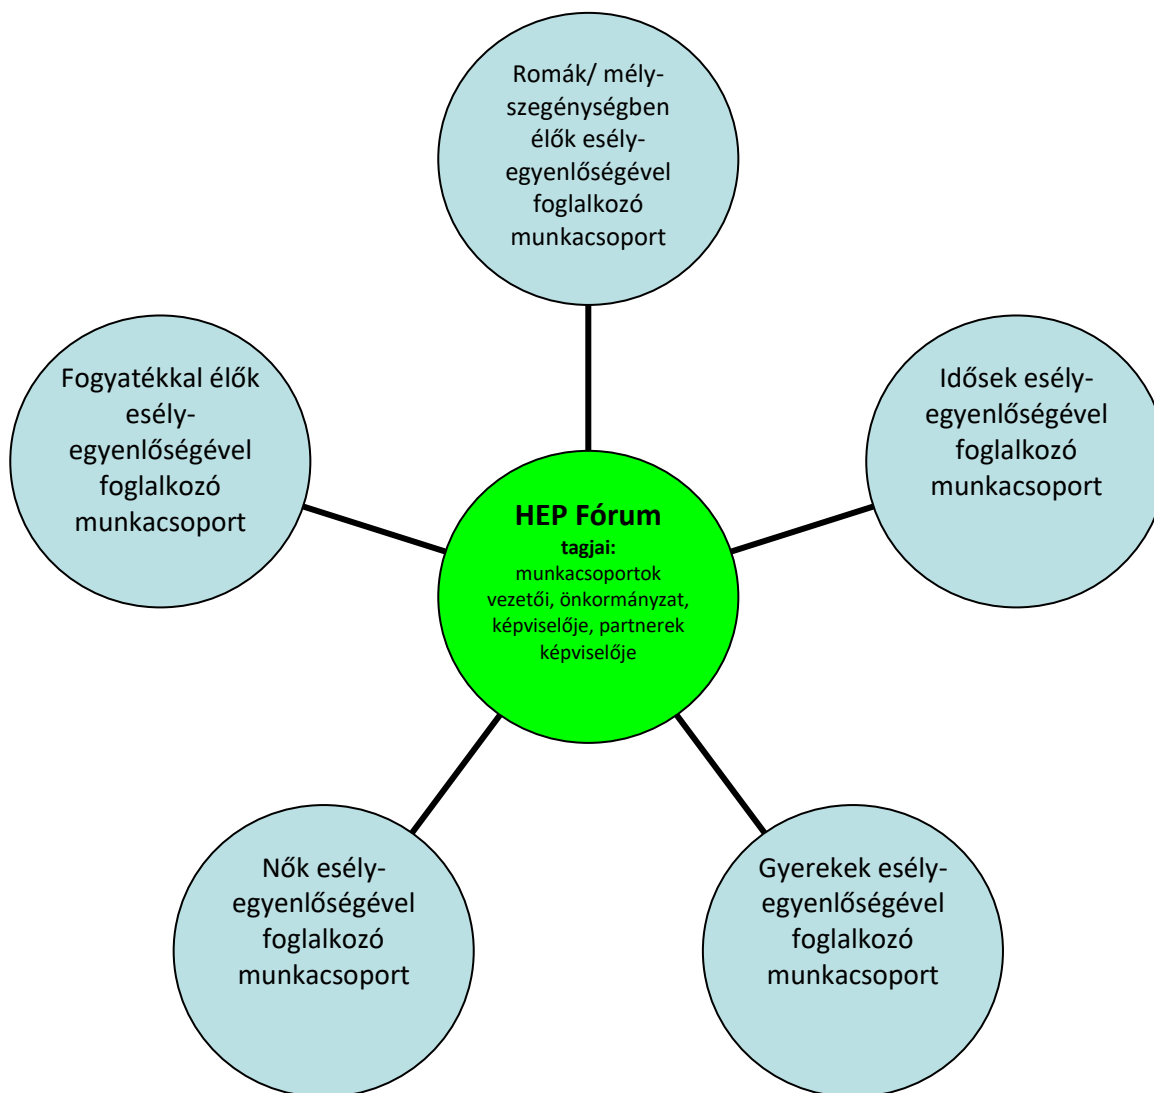 Romák/ mély-
szegénységben
élők esély-
egyenlőségével
foglalkozó
munkacsoport
Fogyatékkal élők
esély-
egyenlőségével
foglalkozó
munkacsoport
Idősek esély-
egyenlőségével
foglalkozó
munkacsoport
HEP Fórum
tagjai:
munkacsoportok
vezetői, önkormányzat,
képviselője, partnerek
képviselője
Nők esély-
egyenlőségével
foglalkozó
munkacsoport
Gyerekek esély-
egyenlőségével
foglalkozó
munkacsoport